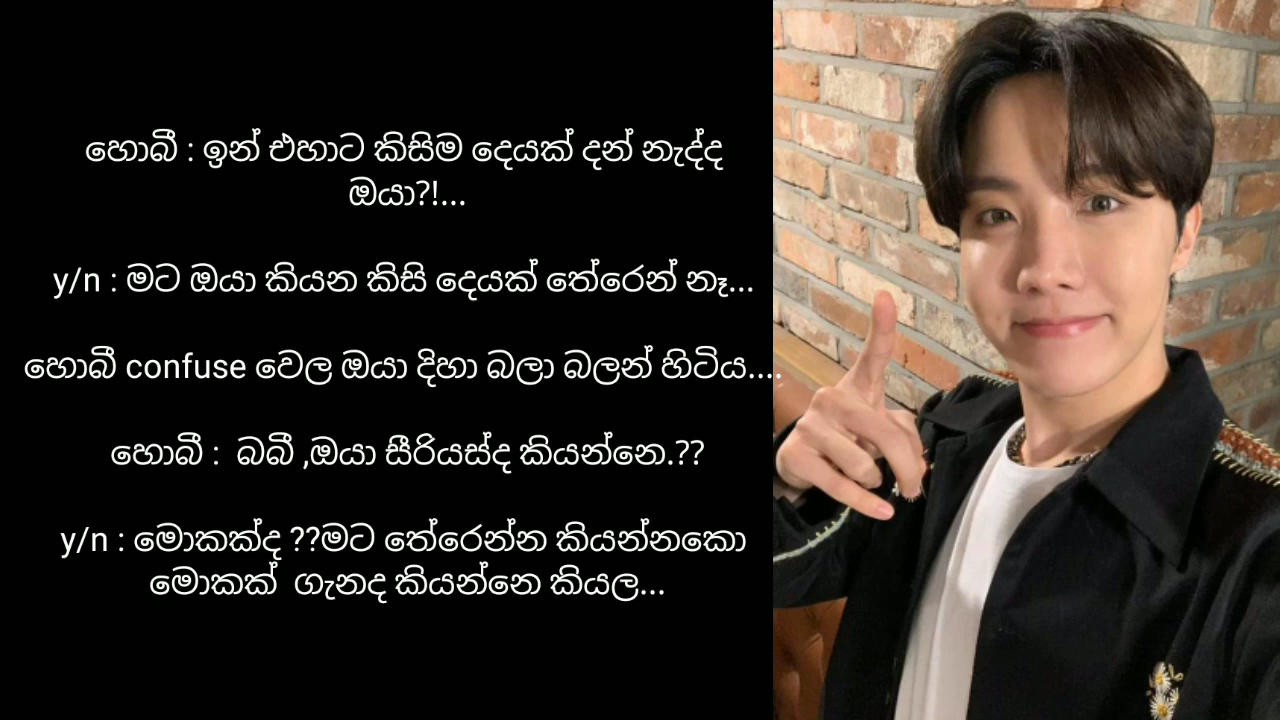 හොබී : ඉන් එහාට කිසිම දෙයක් දන් නැද්ද
ඔයා?!...
y/n : මට ඔයා කියන කිසි දෙයක් තේරෙන් නෑ...
හොබී confuse වෙල ඔයා දිහා බලා බලන් හිටිය....
හොබී :  බබී ,ඔයා සීරියස්ද කියන්නෙ.??
y/n : මොකක්ද ??මට තේරෙන්න කියන්නකො
මොකක්  ගැනද කියන්නෙ කියල...